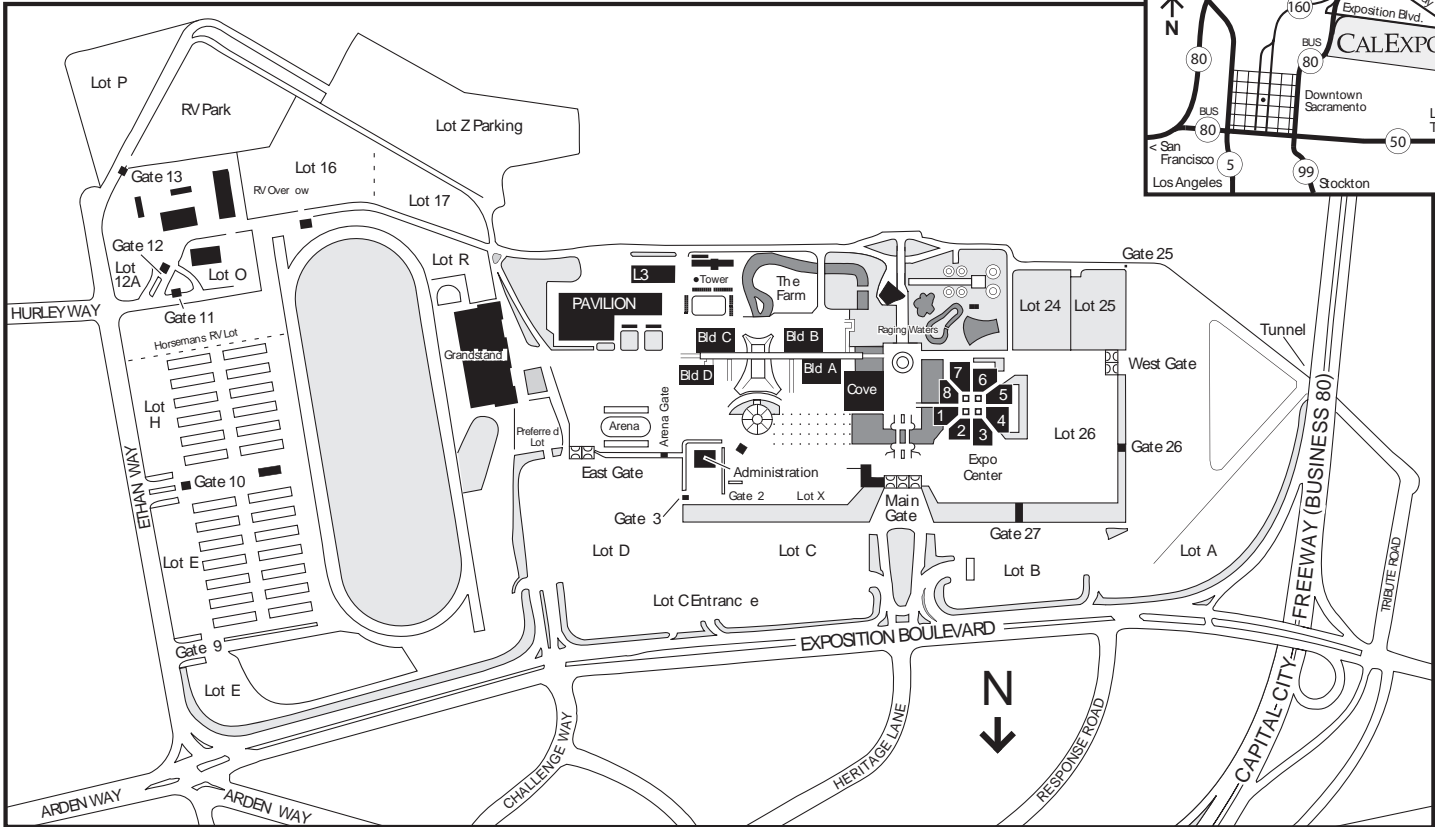 N
160
Exposition Blvd.
BUS
80
CALEXPO
80
Downtown
Sacramento
BUS
80
50
< San
Francisco
5
99
Los Angeles
Stockton
Lot P
RV Park
Lot Z Parking
Gate 13
Lot 16
RV Over ow
Lot 17
Gate 12
Lot
12A
Lot O
Lot R
Gate 11
HURLEY WAY
Horsemans RV Lot
Grandstand
L3
PAVILION
Tower
The
Farm
Bld C
Bld B
Bld D
Bld A
Cove
Raging Waters
Lot 24
Lot 25
Gate 25
Tunnel
West Gate
7
6
8
5
1
4
2
3
Lot 26
Gate 26
Expo
Center
Lot
H
Preferred
Lot
Arena
Arena Gate
East Gate
Administration
Gate 2
Lot X
Main
Gate
Gate 3
Gate 27
Gate 10
ETHAN WAY
Lot E
Lot D
Lot C
Lot B
Lot A
Lot C Entranc e
EXPOSITION BOULEVARD
Gate 9
Lot E
N
CAPITAL-CITY-FREEWAY (BUSINESS 80)
TRIBUTE ROAD
CHALLENGE WAY
HERITAGE LANE
RESPONSE ROAD
ARDEN WAY
ARDEN WAY